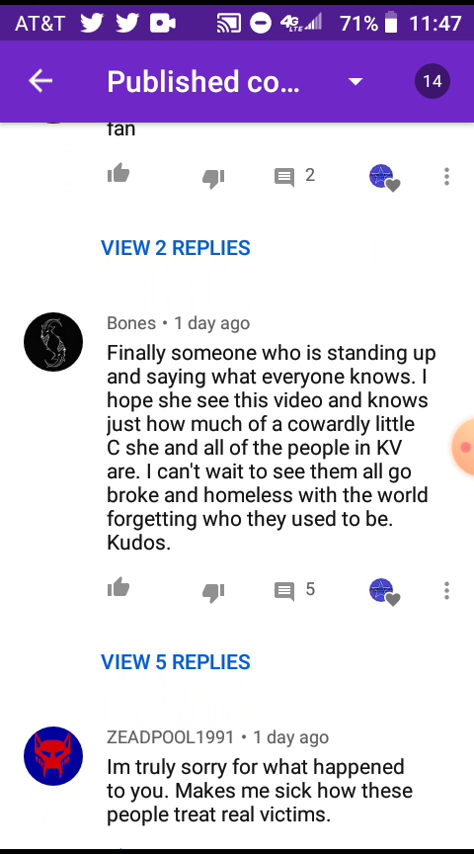 AT&T 4G LTE 71% 11:47
Published co... 14
fan
2
VIEW 2 REPLIES
Bones • 1 day ago
Finally someone who is standing up
and saying what everyone knows. I
hope she see this video and knows
just how much of a cowardly little
C she and all of the people in KV
are. I can't wait to see them all go
broke and homeless with the world
forgetting who they used to be.
Kudos.
5
VIEW 5 REPLIES
ZEADPOOL1991 • 1 day ago
Im truly sorry for what happened
to you. Makes me sick how these
people treat real victims.